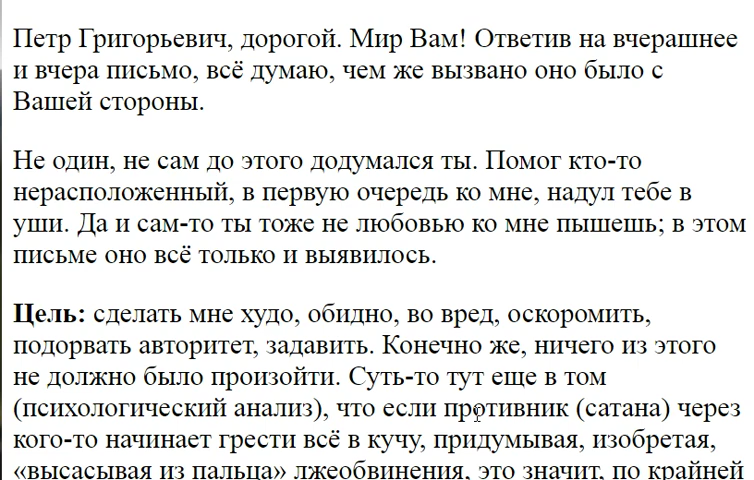 Петр Григорьевич, дорогой. Мир Вам! Ответив на вчерашнее
и вчера письмо, всё думаю, чем же вызвано оно было с
Вашей стороны.
Не один, не сам до этого додумался ты. Помог кто-то
нерасположенный, в первую очередь ко мне, надул тебе в
уши. Да и сам-то ты тоже не любовью ко мне пышешь; в этом
письме оно всё только и выявилось.
Цель: сделать мне худо, обидно, во вред, оскоромить,
подорвать авторитет, задавить. Конечно же, ничего из этого
не должно было произойти. Суть-то тут еще в том
(психологический анализ), что если противник (сатана) через
кого-то начинает грести всё в кучу, придумывая, изобретая,
«высасывая из пальца» лжеобвинения, это значит, по крайней